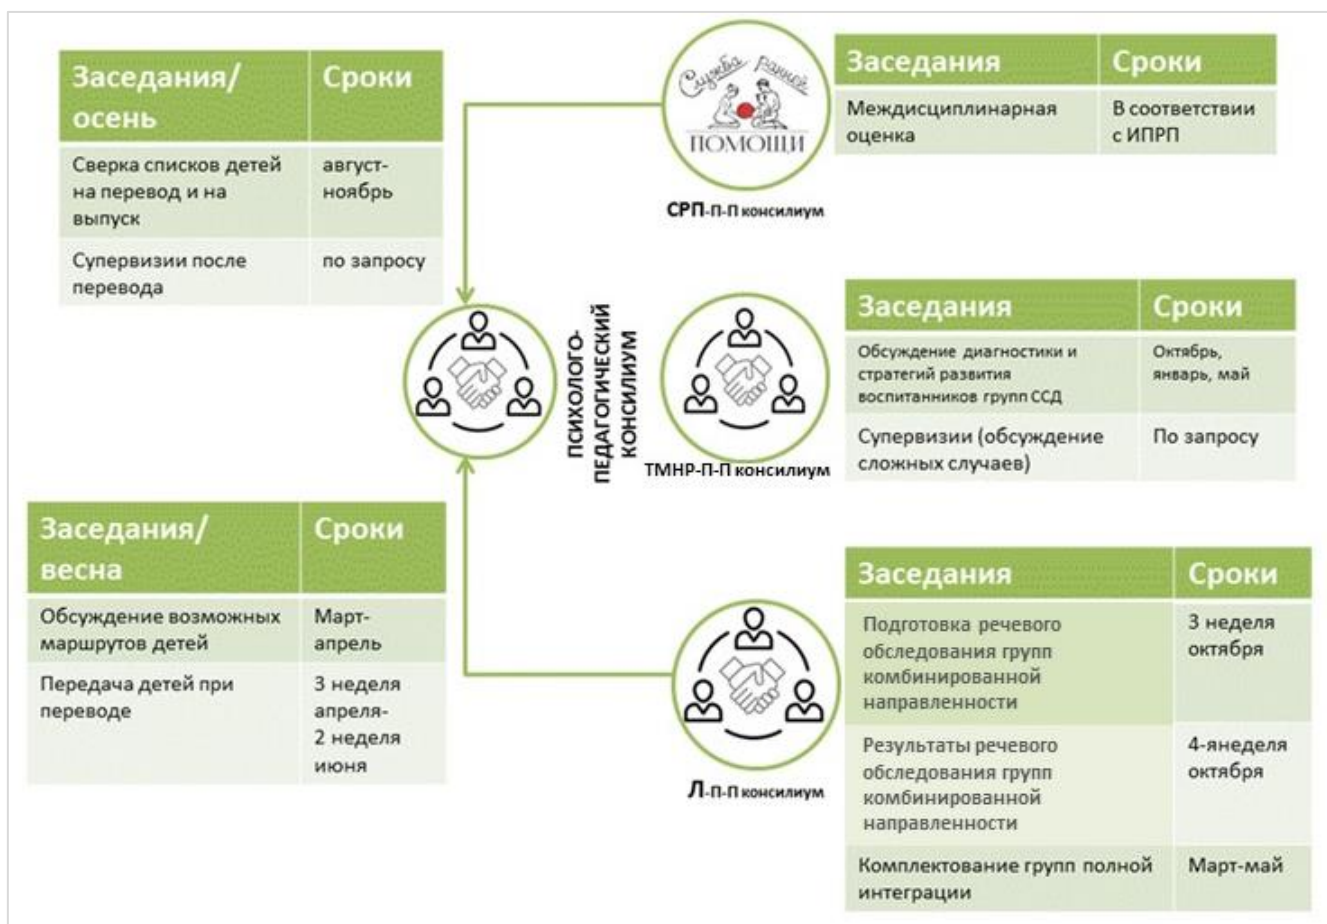 Заседания/ Сроки
осень
Сверка списков детей август-
на перевод и на ноябрь
выпуск
Супервизии после по запросу
перевода
Служба ранней
ПОМОЩИ
СРП-П-П консилиум
Заседания Сроки
Междисциплинарная В соответствии
оценка с ИПРП
ПСИХОЛОГО-
ПЕДАГОГИЧЕСКИЙ
КОНСИЛИУМ
ТМНР-П-П консилиум
Заседания Сроки
Обсуждение диагностики и Октябрь,
стратегий развития январь, май
воспитанников групп ССД
Супервизии (обсуждение По запросу
сложных случаев)
Заседания/ Сроки
весна
Обсуждение возможных Март-
маршрутов детей апрель
Передача детей при 3 неделя
переводе апреля-
2 неделя
июня
Л-П-П консилиум
Заседания Сроки
Подготовка речевого 3 неделя
обследования групп октября
комбинированной
направленности
Результаты речевого 4-янеделя
обследования групп октября
комбинированной
направленности
Комплектование групп полной Март-май
интеграции